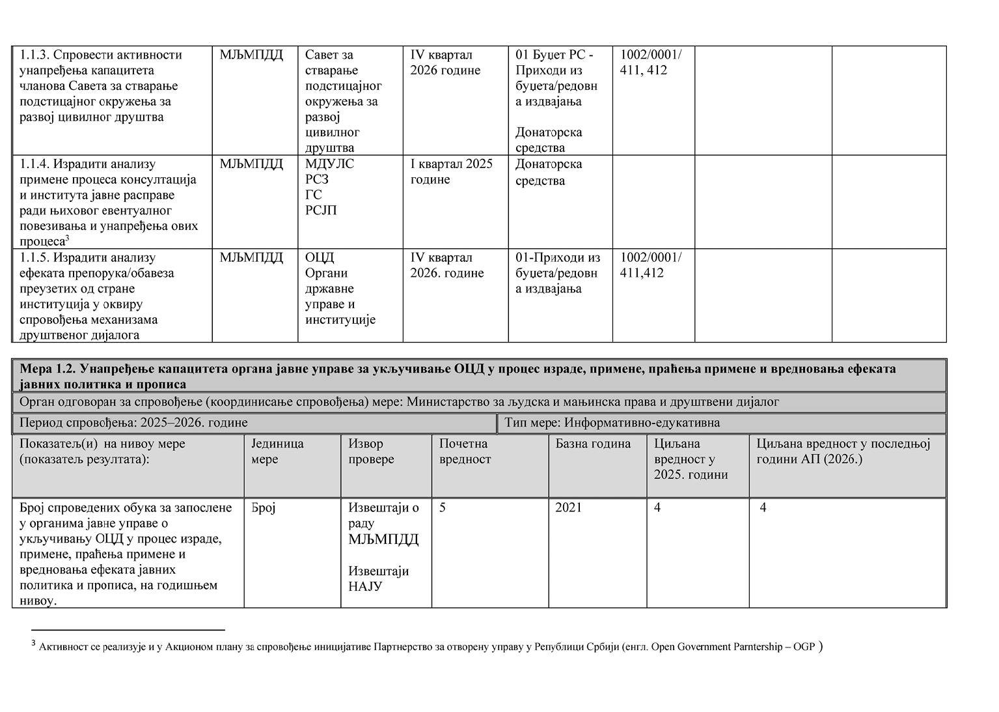 1.1.3. Спровести активности
унапређења капацитета
чланова Савета за стварање
подстицајног окружења за
развој цивилног друштва
МЉМПДД
Савет за
стварање
подстицајног
окружења за
развој
цивилног
друштва
IV квартал
2026 године
01 Буџет РС -
Приходи из
буџета/редовн
а издвајања
Донаторска
средства
1002/0001/
411, 412
1.1.4. Израдити анализу
примене процеса консултација
и института јавне расправе
ради њиховог евентуалног
повезивања и унапређења ових
процеса³
МЉМПДД
МДУЛС
РСЗ
ГС
РСЈП
I квартал 2025
године
Донаторска
средства
1.1.5. Израдити анализу
ефеката препорука/обавеза
преузетих од стране
институција у оквиру
спровођења механизама
друштвеног дијалога
МЉМПДД
ОЦД
Органи
државне
управе и
институције
IV квартал
2026. године
01-Приходи из
буџета/редовн
а издвајања
1002/0001/
411,412
Мера 1.2. Унапређење капацитета органа јавне управе за укључивање ОЦД у процес израде, примене, праћења примене и вредновања ефеката
јавних политика и прописа
Орган одговоран за спровођење (координисање спровођења) мере: Министарство за људска и мањинска права и друштвени дијалог
Период спровођења: 2025–2026. године
Тип мере: Информативно-едукативна
Показатељ(и) на нивоу мере
(показатељ резултата):
Јединица
мере
Извор
провере
Почетна
вредност
Базна година
Циљана
вредност у
2025. години
Циљана вредност у последњој
години АП (2026.)
Број спроведених обука за запослене
у органима јавне управе о
укључивању ОЦД у процес израде,
примене, праћења примене и
вредновања ефеката јавних
политика и прописа, на годишњем
нивоу.
Број
Извештаји о
раду
МЉМПДД
Извештаји
НАЈУ
5
2021
4
4
³ Активност се реализује и у Акционом плану за спровођење иницијативе Партнерство за отворену управу у Републици Србији (енгл. Open Government Parntership – OGP )